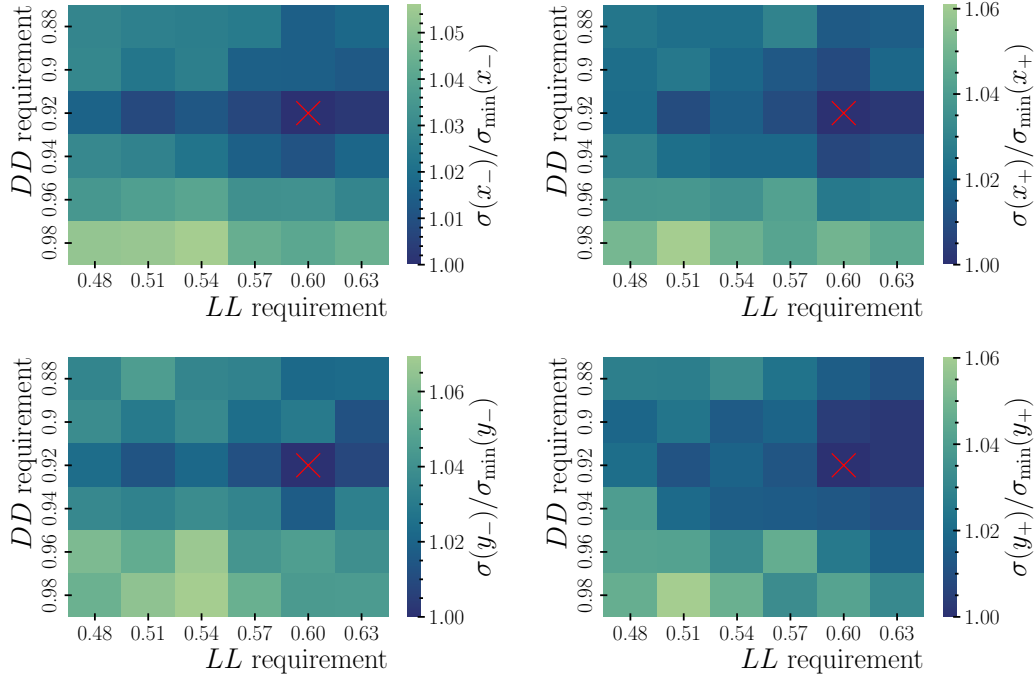 0.88
0.9
0.92
0.94
0.96
0.98
DD requirement
0.48 0.51 0.54 0.57 0.60 0.63
LL requirement
1.05
1.04
1.03
1.02
1.01
1.00
σ(x₋)/σmin(x₋)
0.88
0.9
0.92
0.94
0.96
0.98
DD requirement
0.48 0.51 0.54 0.57 0.60 0.63
LL requirement
1.06
1.04
1.02
1.00
σ(x₊)/σmin(x₊)
0.88
0.9
0.92
0.94
0.96
0.98
DD requirement
0.48 0.51 0.54 0.57 0.60 0.63
LL requirement
1.06
1.04
1.02
1.00
σ(y₋)/σmin(y₋)
0.88
0.9
0.92
0.94
0.96
0.98
DD requirement
0.48 0.51 0.54 0.57 0.60 0.63
LL requirement
1.06
1.04
1.02
1.00
σ(y₊)/σmin(y₊)